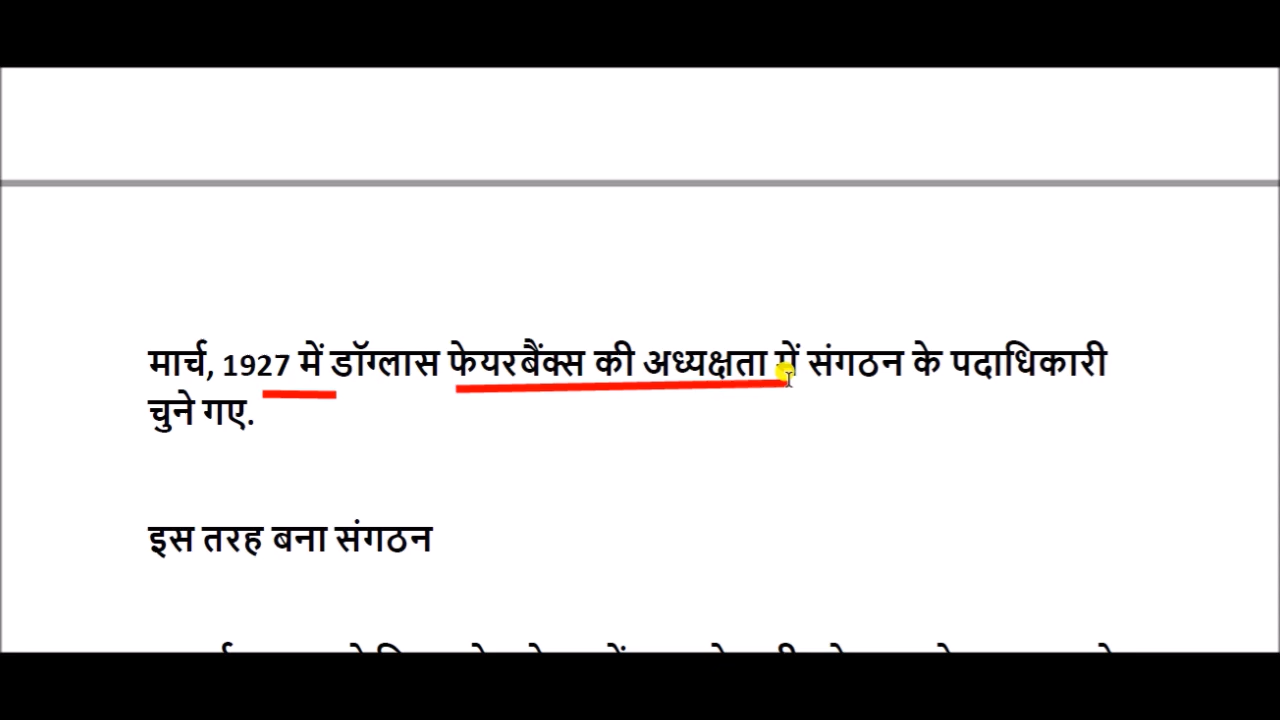 मार्च, 1927 में डॉग्लास फेयरबैंक्स की अध्यक्षता में संगठन के पदाधिकारी
चुने गए.
इस तरह बना संगठन